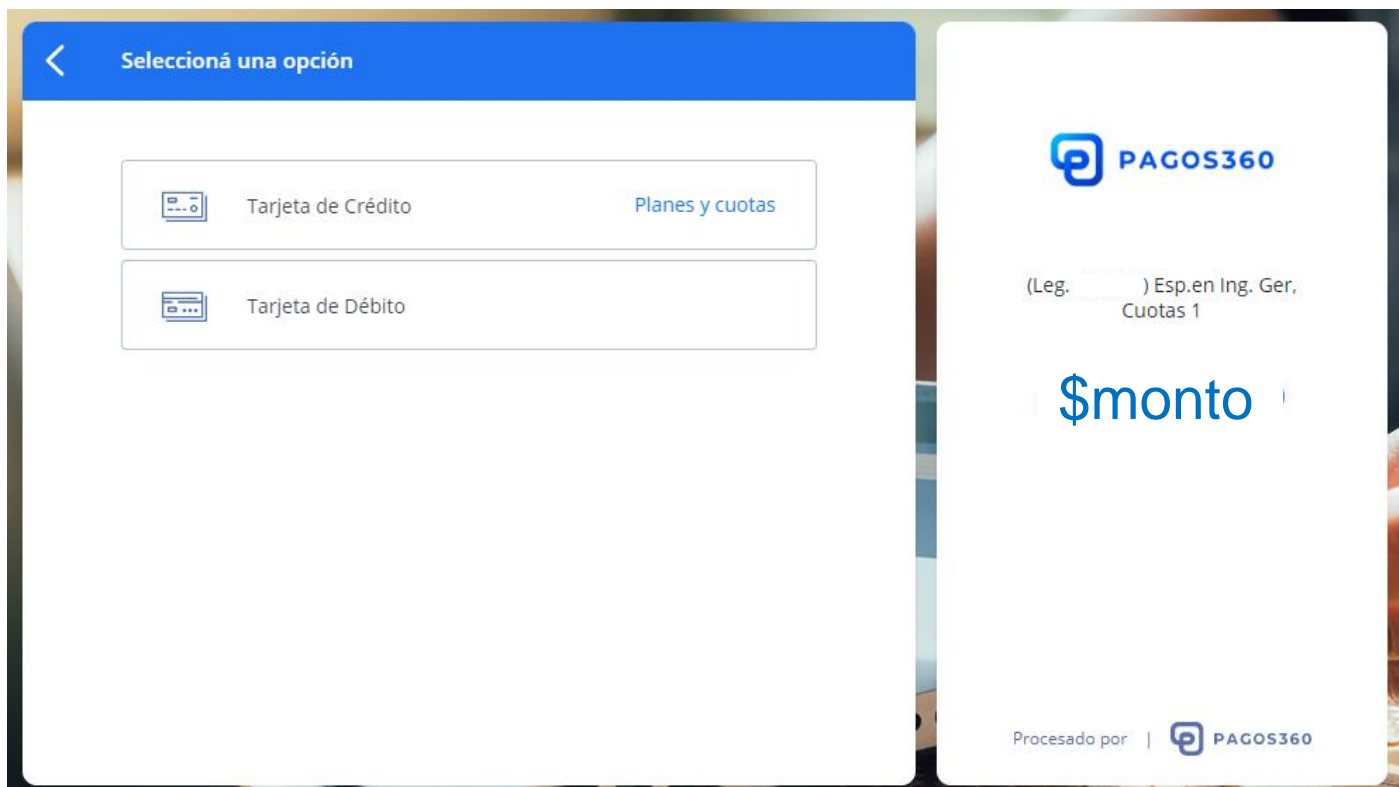 Seleccioná una opción
Tarjeta de Crédito
Planes y cuotas
Tarjeta de Débito
PAGOS360
(Leg. ) Esp.en Ing. Ger,
Cuotas 1
$monto
Procesado por | PAGOS360